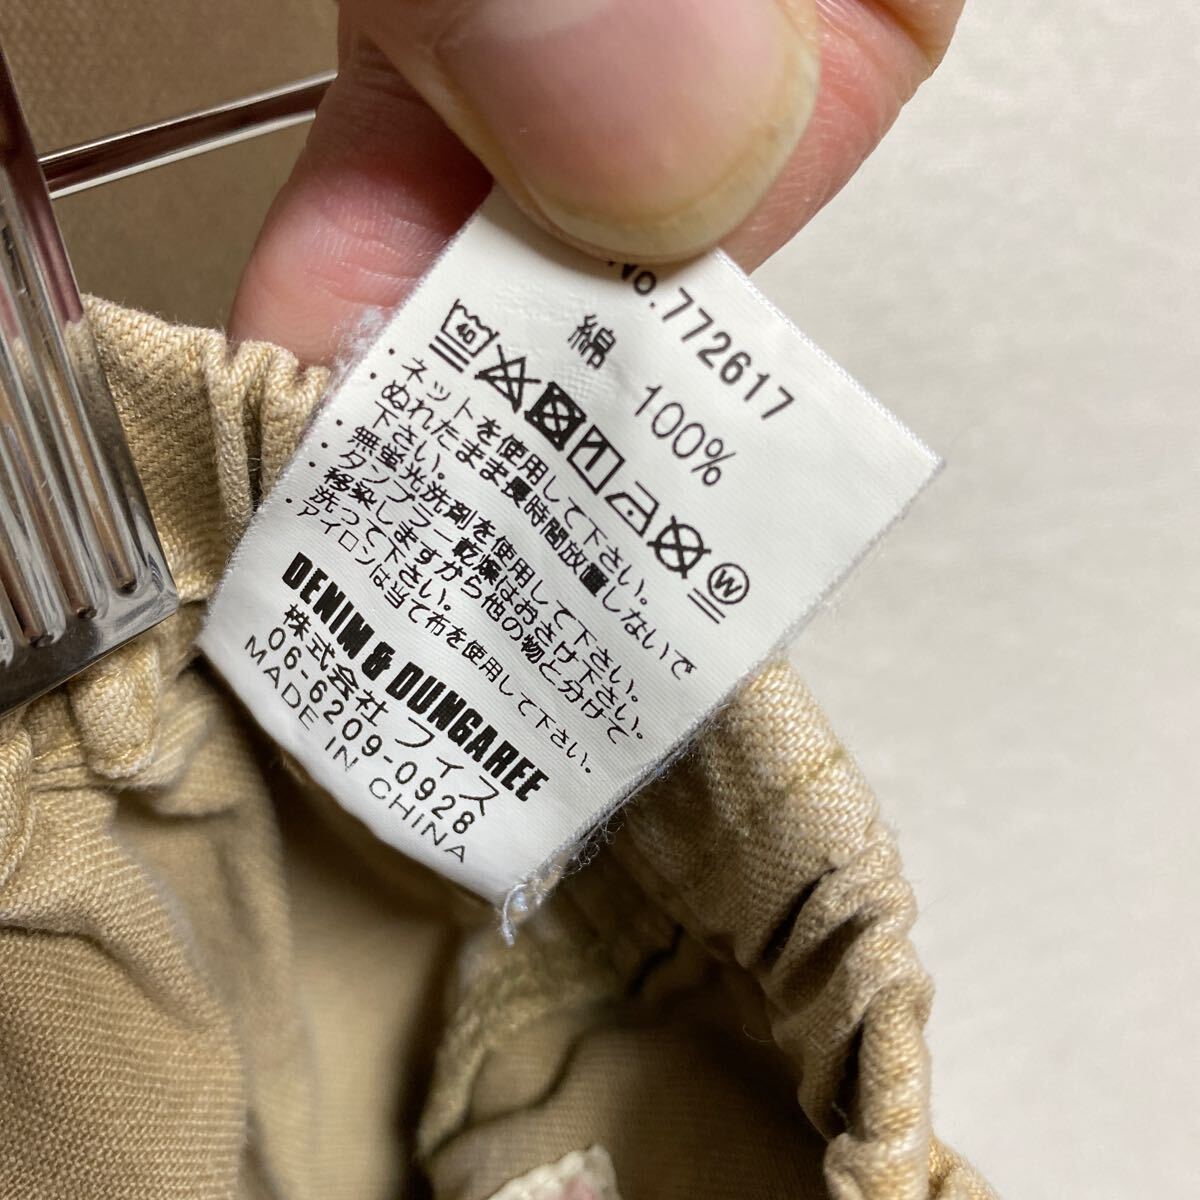 No.772617
綿 100%
40
W
・ネットを使用して下さい。
・ぬれたまま長時間放置しないで
下さい。
・無蛍光洗剤を使用して下さい。
・タンブラー乾燥はおさけ下さい。
・移染しますから他の物と分けて
洗って下さい。
・アイロンは当て布を使用して下さい。
DENIM & DUNGAREE
株式会社フィス
06-6209-0928
MADE IN CHINA